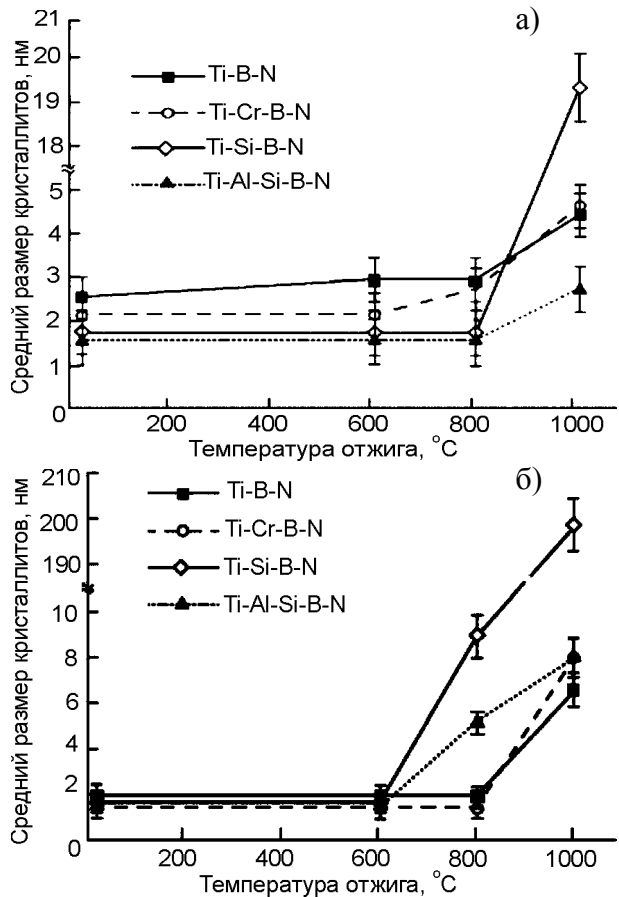 а)
Средний размер кристаллитов, нм
21
20
19
18
5
4
3
2
1
0
Ti-B-N
Ti-Cr-B-N
Ti-Si-B-N
Ti-Al-Si-B-N
200 400 600 800 1000
Температура отжига, °C
б)
Средний размер кристаллитов, нм
210
200
190
10
8
6
4
2
0
Ti-B-N
Ti-Cr-B-N
Ti-Si-B-N
Ti-Al-Si-B-N
200 400 600 800 1000
Температура отжига, °C